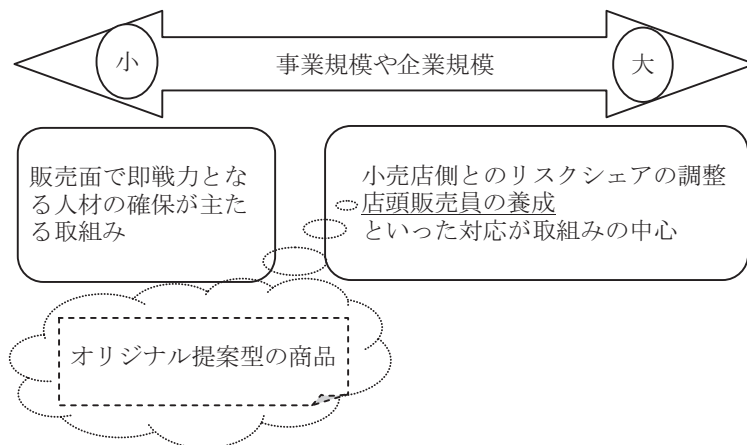 小
事業規模や企業規模
大
販売面で即戦力とな
る人材の確保が主た
る取組み
小売店側とのリスクシェアの調整
店頭販売員の養成
といった対応が取組みの中心
オリジナル提案型の商品